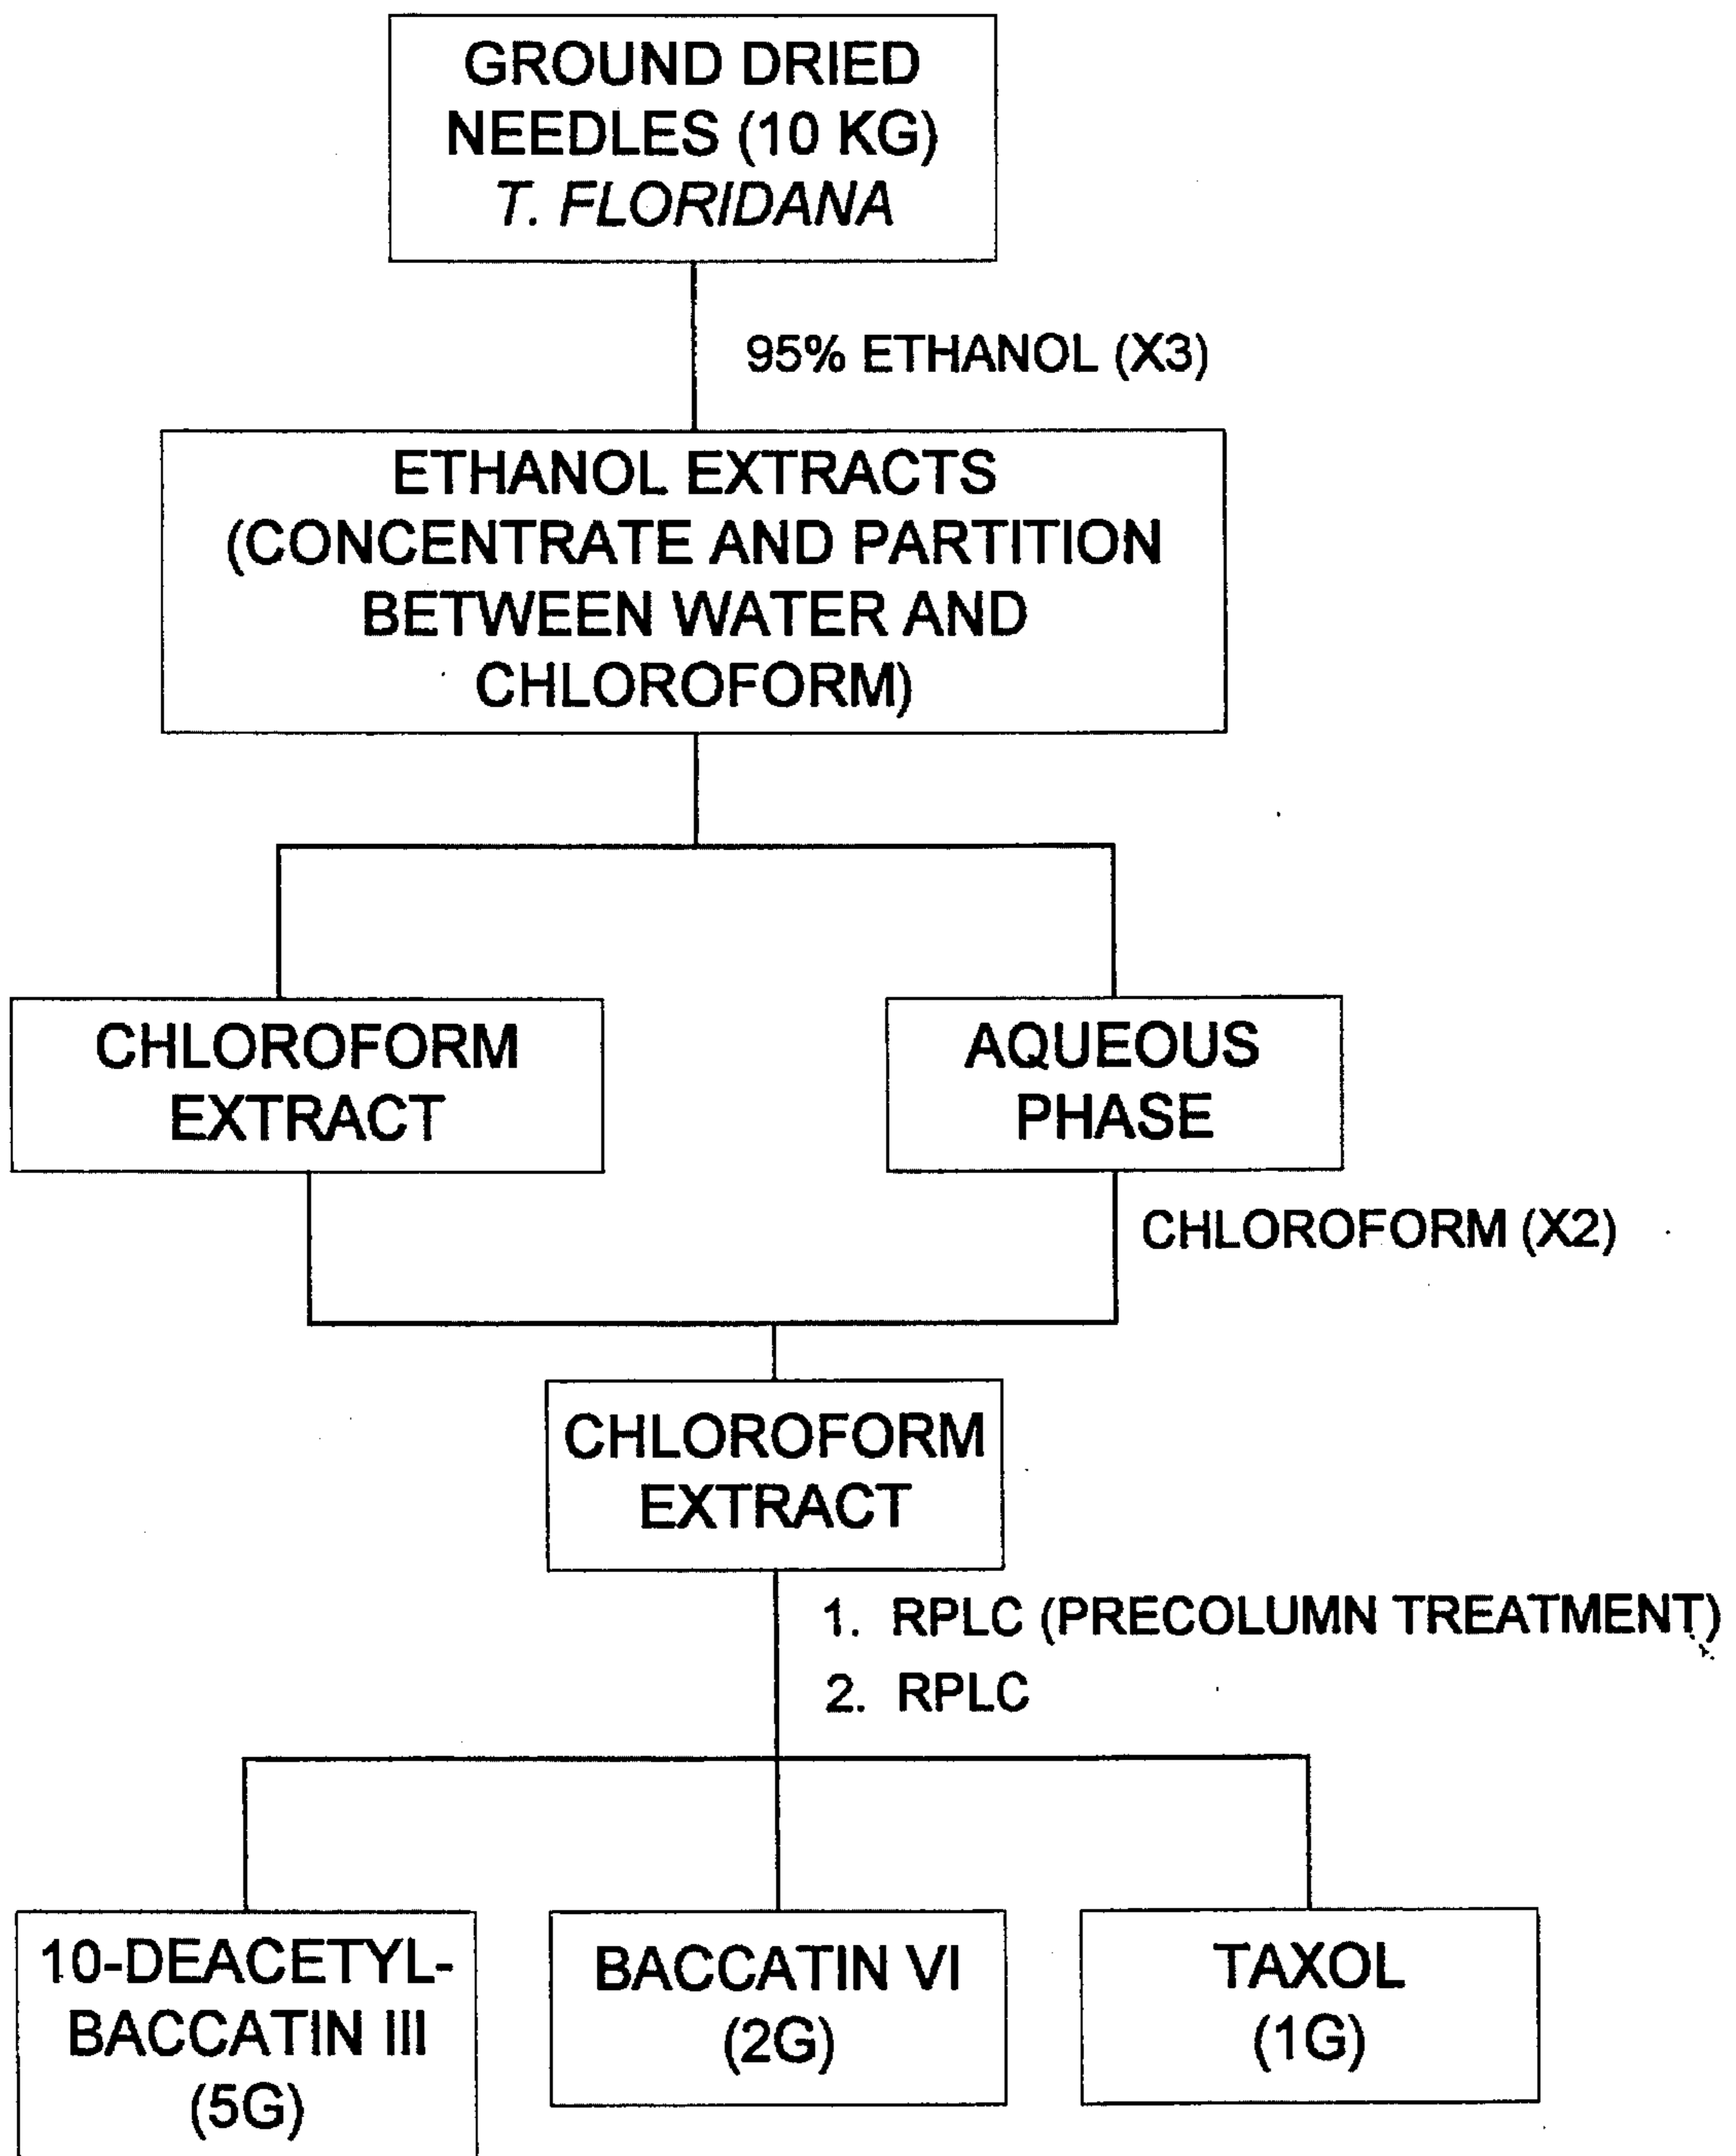 GROUND DRIED
NEEDLES (10 KG)
T. FLORIDANA
95% ETHANOL (X3)
ETHANOL EXTRACTS
(CONCENTRATE AND PARTITION
BETWEEN WATER AND
CHLOROFORM)
CHLOROFORM
EXTRACT
AQUEOUS
PHASE
CHLOROFORM (X2)
CHLOROFORM
EXTRACT
1. RPLC (PRECOLUMN TREATMENT)
2. RPLC
10-DEACETYL-
BACCATIN III
(5G)
BACCATIN VI
(2G)
TAXOL
(1G)